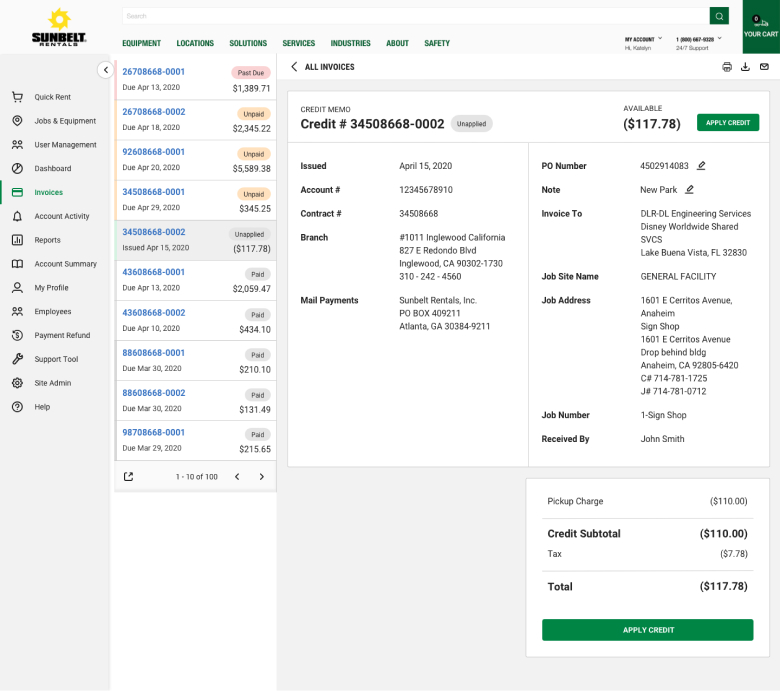 SUNBELT.
RENTALS
Search
0
YOUR CART
EQUIPMENT
LOCATIONS
SOLUTIONS
SERVICES
INDUSTRIES
ABOUT
SAFETY
MY ACCOUNT
Hi, Katelyn
1 (800) 667-9328
24/7 Support
Quick Rent
Jobs & Equipment
User Management
Dashboard
Invoices
Account Activity
Reports
Account Summary
My Profile
Employees
Payment Refund
Support Tool
Site Admin
Help
26708668-0001 Past Due
Due Apr 13, 2020 $1,389.71
26708668-0002 Unpaid
Due Apr 18, 2020 $2,345.22
92608668-0001 Unpaid
Due Apr 20, 2020 $5,589.38
34508668-0001 Unpaid
Due Apr 29, 2020 $345.25
34508668-0002 Unapplied
Issued Apr 15, 2020 ($117.78)
43608668-0001 Paid
Due Apr 13, 2020 $2,059.47
43608668-0002 Paid
Due Apr 10, 2020 $434.10
88608668-0001 Paid
Due Mar 30, 2020 $210.10
88608668-0002 Paid
Due Mar 30, 2020 $131.49
98708668-0001 Paid
Due Mar 29, 2020 $215.65
1 - 10 of 100
ALL INVOICES
CREDIT MEMO
Credit # 34508668-0002 Unapplied
AVAILABLE
($117.78)
APPLY CREDIT
Issued April 15, 2020
Account # 12345678910
Contract # 34508668
Branch #1011 Inglewood California
827 E Redondo Blvd
Inglewood, CA 90302-1730
310 - 242 - 4560
Mail Payments Sunbelt Rentals, Inc.
PO BOX 409211
Atlanta, GA 30384-9211
PO Number 4502914083
Note New Park
Invoice To DLR-DL Engineering Services
Disney Worldwide Shared
SVCS
Lake Buena Vista, FL 32830
Job Site Name GENERAL FACILITY
Job Address 1601 E Cerritos Avenue,
Anaheim
Sign Shop
1601 E Cerritos Avenue
Drop behind bldg
Anaheim, CA 92805-6420
C# 714-781-1725
J# 714-781-0712
Job Number 1-Sign Shop
Received By John Smith
Pickup Charge ($110.00)
Credit Subtotal ($110.00)
Tax ($7.78)
Total ($117.78)
APPLY CREDIT